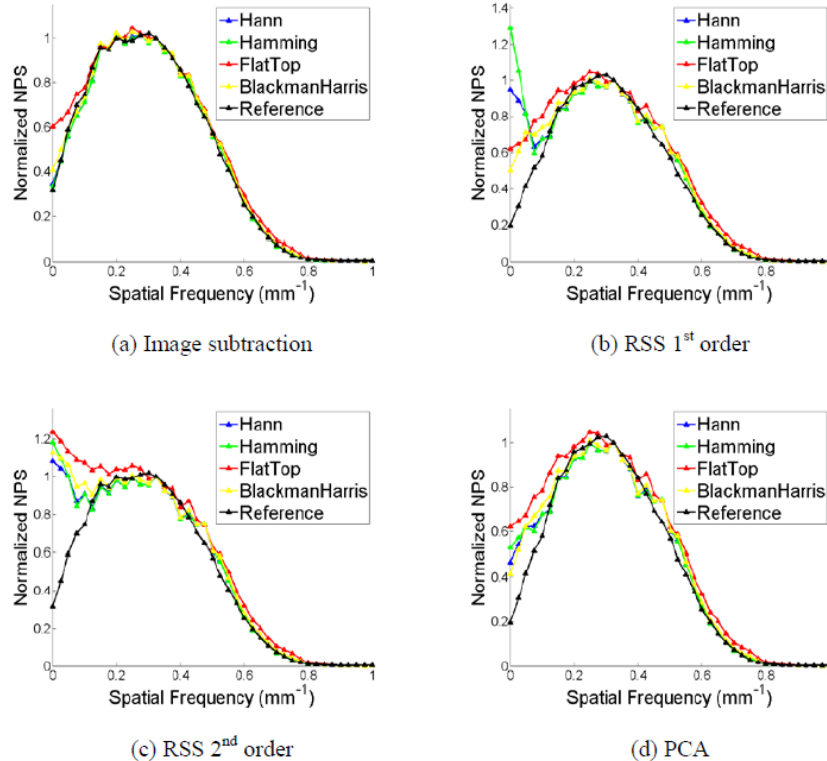 Normalized NPS
1
0.8
0.6
0.4
0.2
0
0 0.2 0.4 0.6 0.8 1
Spatial Frequency (mm-1)
Hann
Hamming
FlatTop
BlackmanHarris
Reference
(a) Image subtraction
Normalized NPS
1.4
1.2
1
0.8
0.6
0.4
0.2
0
0 0.2 0.4 0.6 0.8
Spatial Frequency (mm-1)
Hann
Hamming
FlatTop
BlackmanHarris
Reference
(b) RSS 1st order
Normalized NPS
1.2
1
0.8
0.6
0.4
0.2
0
0 0.2 0.4 0.6 0.8 1
Spatial Frequency (mm-1)
Hann
Hamming
FlatTop
BlackmanHarris
Reference
(c) RSS 2nd order
Normalized NPS
1
0.8
0.6
0.4
0.2
0
0 0.2 0.4 0.6 0.8
Spatial Frequency (mm-1)
Hann
Hamming
FlatTop
BlackmanHarris
Reference
(d) PCA